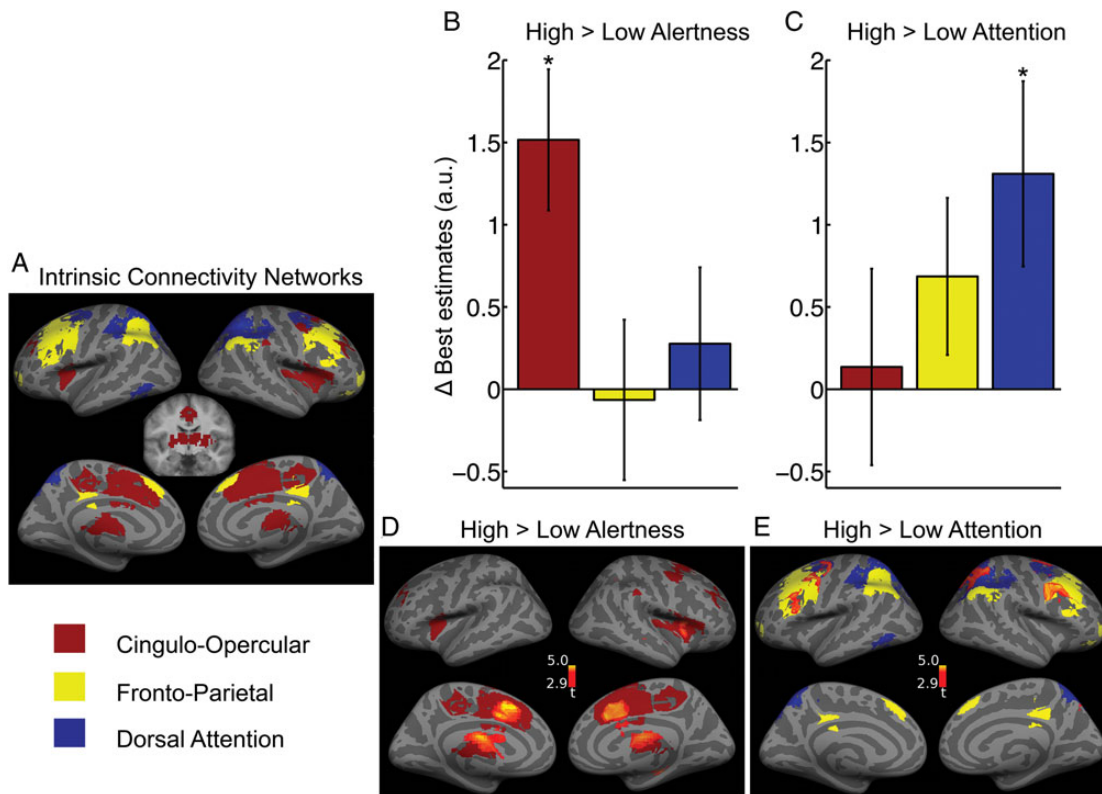 B
High > Low Alertness
C
High > Low Attention
Δ Best estimates (a.u.)
2
1.5
1
0.5
0
−0.5
*
2
1.5
1
0.5
0
−0.5
*
A
Intrinsic Connectivity Networks
Cingulo-Opercular
Fronto-Parietal
Dorsal Attention
D
High > Low Alertness
5.0
2.9
t
E
High > Low Attention
5.0
2.9
t